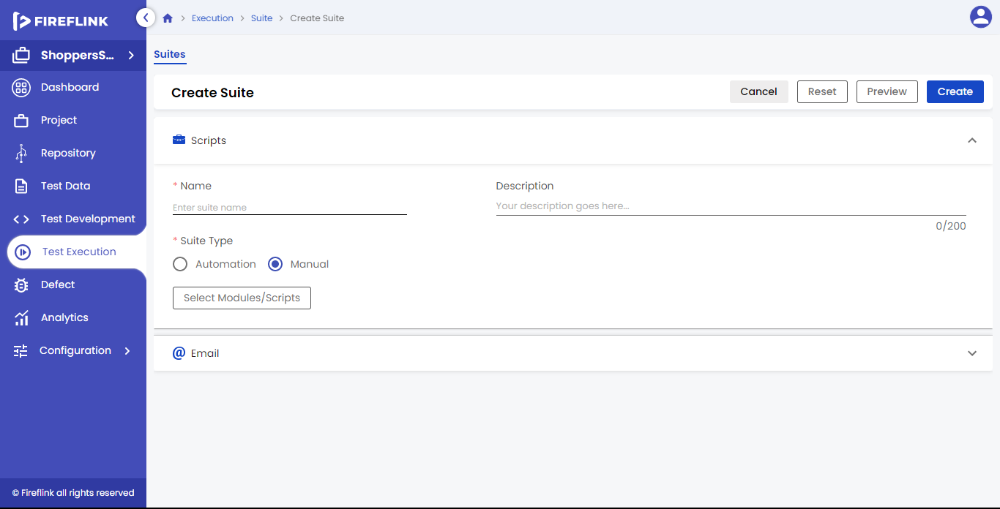 FIREFLINK
ShoppersS...
Dashboard
Project
Repository
Test Data
Test Development
Test Execution
Defect
Analytics
Configuration
© Fireflink all rights reserved
Execution > Suite > Create Suite
Suites
Create Suite
Cancel Reset Preview Create
Scripts
* Name
Enter suite name
Description
Your description goes here...
0/200
* Suite Type
Automation Manual
Select Modules/Scripts
@ Email